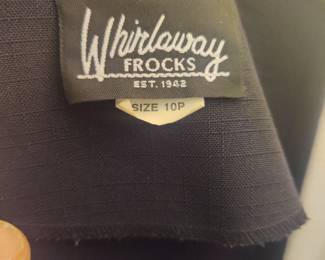 Whirlaway
FROCKS
EST. 1942
SIZE 10P